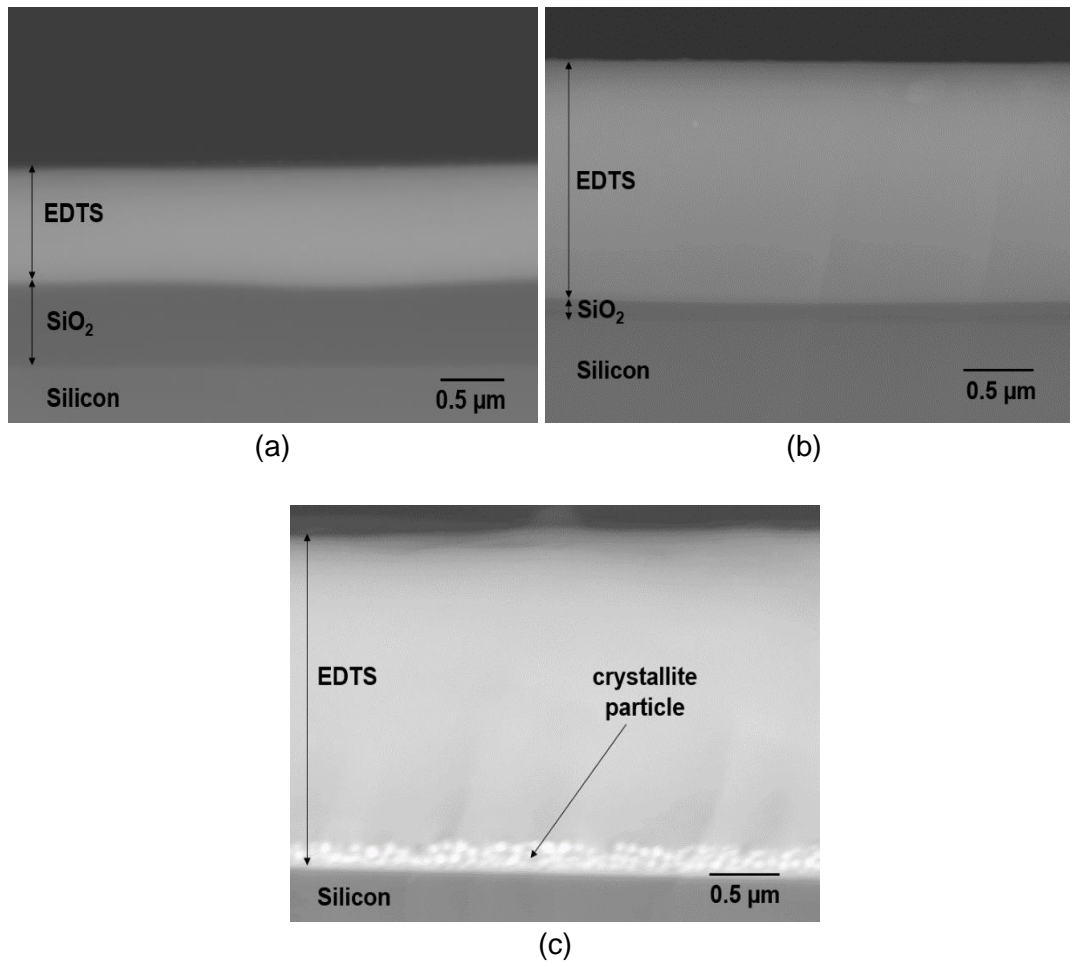 EDTS
SiO₂
Silicon
0.5 µm
(a)
EDTS
SiO₂
Silicon
0.5 µm
(b)
EDTS
crystallite
particle
Silicon
0.5 µm
(c)